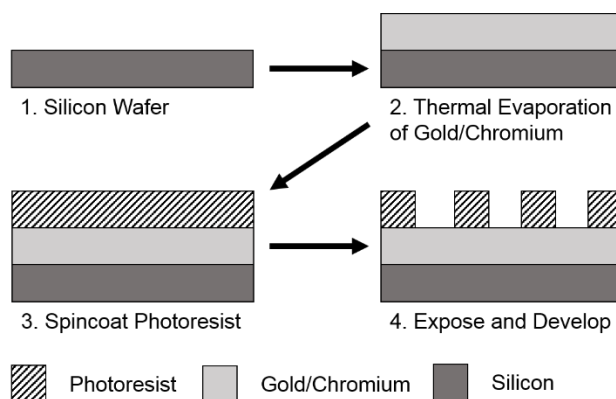 1. Silicon Wafer
2. Thermal Evaporation
of Gold/Chromium
3. Spincoat Photoresist
4. Expose and Develop
Photoresist
Gold/Chromium
Silicon